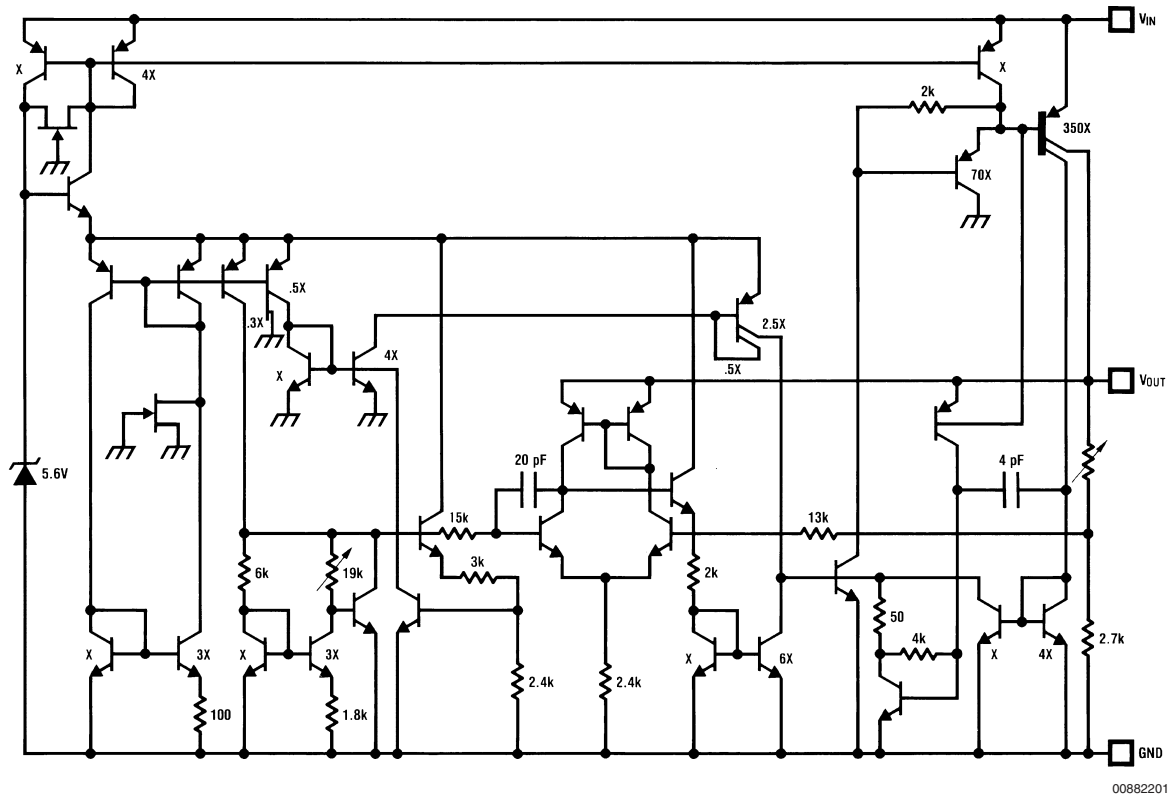 VIN
X
4X
X
2k
350X
70X
.5X
.3X
2.5X
4X
X
.5X
VOUT
20 pF
4 pF
5.6V
15k
13k
3k
6k
19k
2k
50
4k
2.7k
X
3X
X
3X
X
6X
X
4X
2.4k
2.4k
100
1.8k
GND
00882201